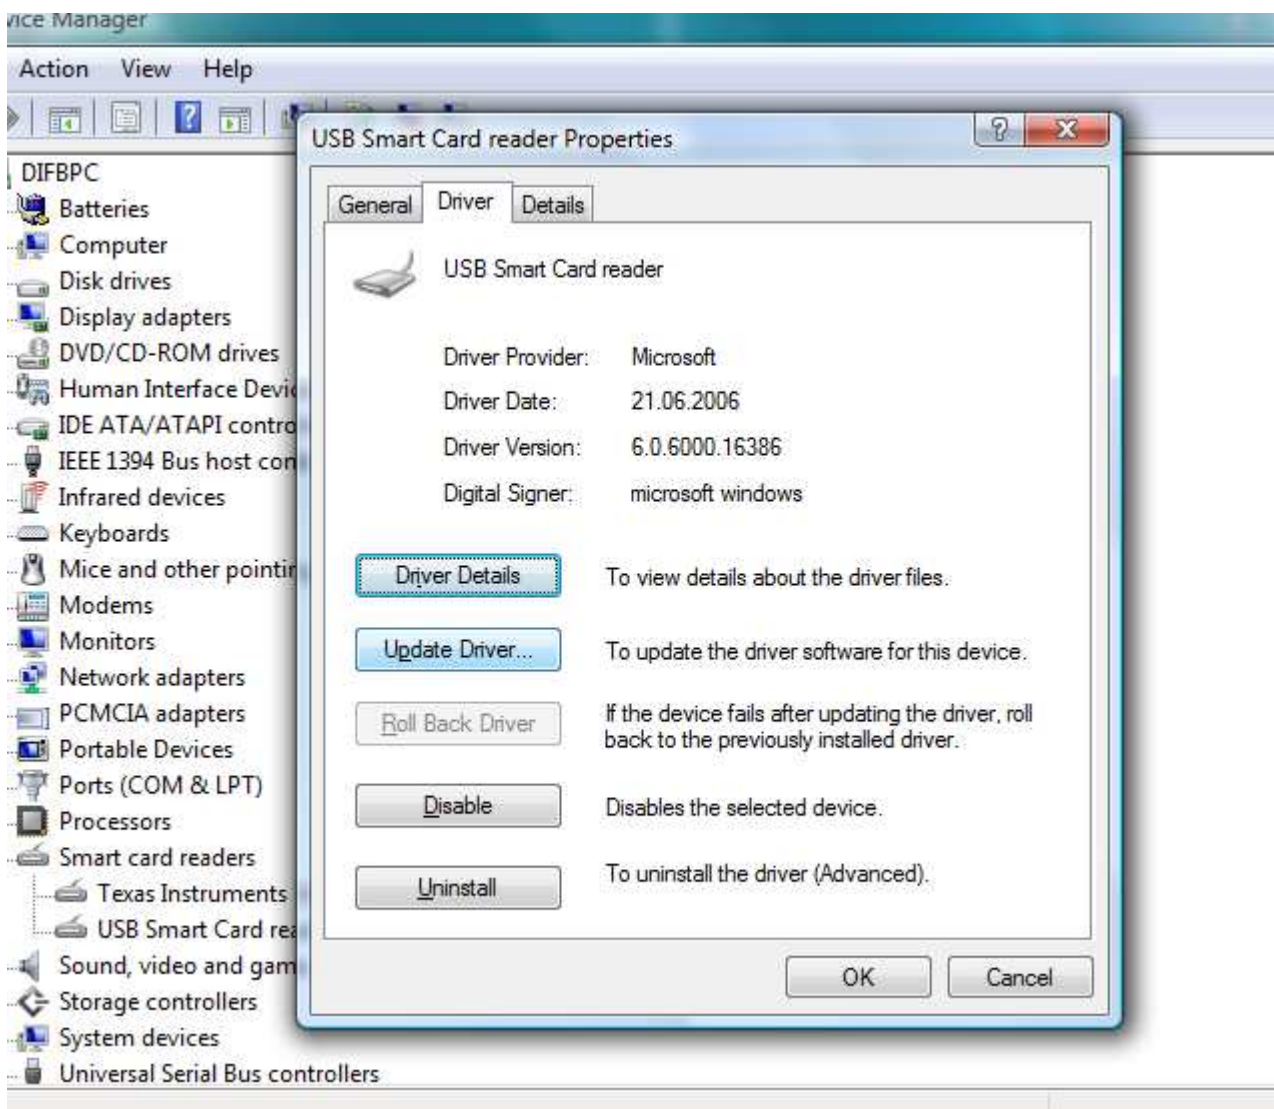 vice Manager
Action View Help
USB Smart Card reader Properties
General Driver Details
USB Smart Card reader
Driver Provider: Microsoft
Driver Date: 21.06.2006
Driver Version: 6.0.6000.16386
Digital Signer: microsoft windows
Driver Details To view details about the driver files.
Update Driver... To update the driver software for this device.
Roll Back Driver If the device fails after updating the driver, roll
back to the previously installed driver.
Disable Disables the selected device.
Uninstall To uninstall the driver (Advanced).
OK Cancel
DIFBPC
Batteries
Computer
Disk drives
Display adapters
DVD/CD-ROM drives
Human Interface Devic
IDE ATA/ATAPI contro
IEEE 1394 Bus host con
Infrared devices
Keyboards
Mice and other pointin
Modems
Monitors
Network adapters
PCMCIA adapters
Portable Devices
Ports (COM & LPT)
Processors
Smart card readers
Texas Instruments
USB Smart Card rea
Sound, video and gam
Storage controllers
System devices
Universal Serial Bus controllers